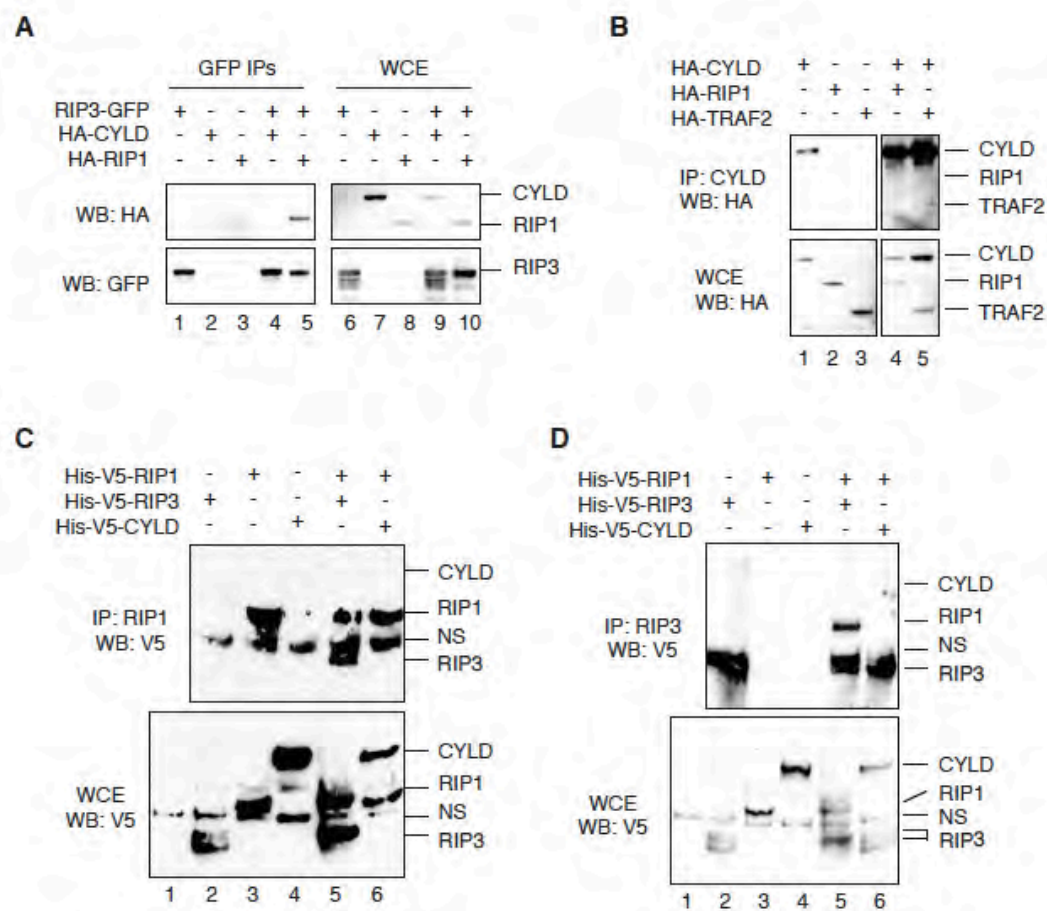 A
GFP IPs WCE
RIP3-GFP + - - + + + - - + +
HA-CYLD - + - + - - + - + -
HA-RIP1 - - + - + - - + - +
WB: HA
CYLD
RIP1
WB: GFP
RIP3
1 2 3 4 5 6 7 8 9 10
B
HA-CYLD + - - + +
HA-RIP1 - + - + -
HA-TRAF2 - - + - +
IP: CYLD
WB: HA
CYLD
RIP1
TRAF2
WCE
WB: HA
CYLD
RIP1
TRAF2
1 2 3 4 5
C
His-V5-RIP1 - + - + +
His-V5-RIP3 + - - + -
His-V5-CYLD - - + - +
IP: RIP1
WB: V5
CYLD
RIP1
NS
RIP3
WCE
WB: V5
CYLD
RIP1
NS
RIP3
1 2 3 4 5 6
D
His-V5-RIP1 - + - + +
His-V5-RIP3 + - - + -
His-V5-CYLD - - + - +
IP: RIP3
WB: V5
CYLD
RIP1
NS
RIP3
WCE
WB: V5
CYLD
RIP1
NS
RIP3
1 2 3 4 5 6